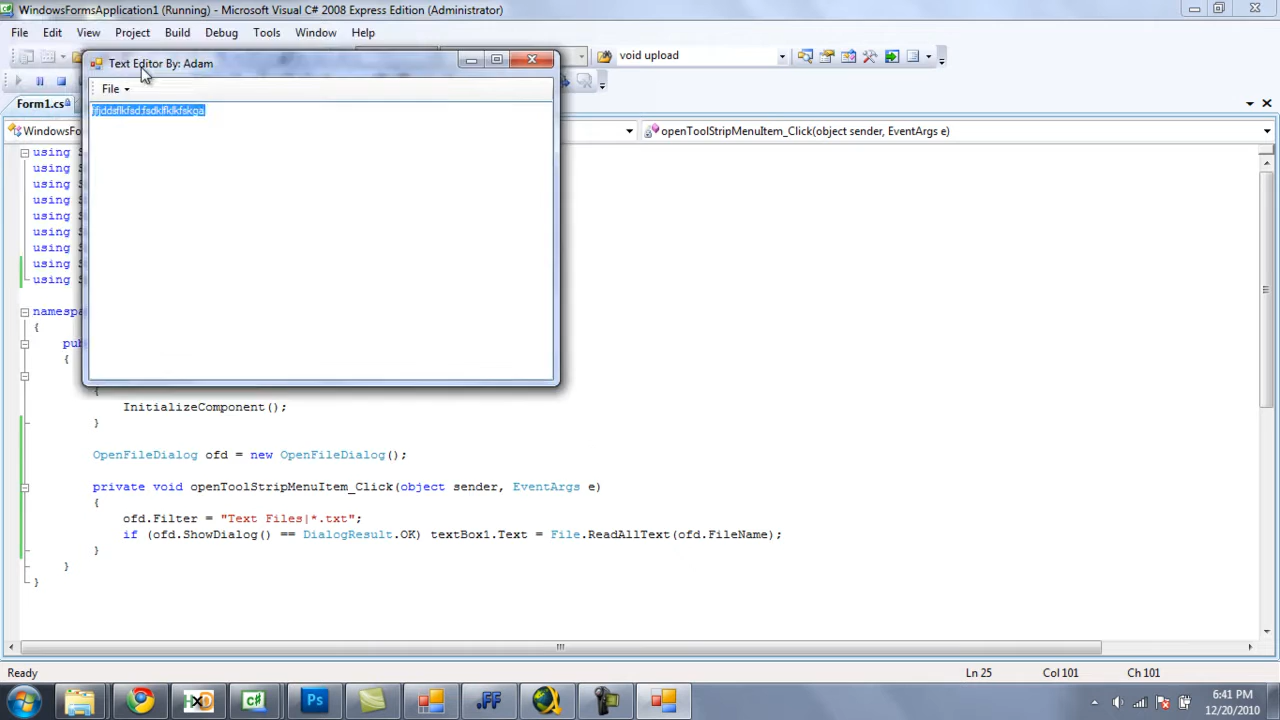 WindowsFormsApplication1 (Running) - Microsoft Visual C# 2008 Express Edition (Administrator)
File Edit View Project Build Debug Tools Window Help
void upload
Text Editor By: Adam
File
Form1.cs
WindowsFo
openToolStripMenuItem_Click(object sender, EventArgs e)
using S
using S
using S
using S
using S
using S
using S
using S
using S
namespa
{
pub
{
{
InitializeComponent();
}
OpenFileDialog ofd = new OpenFileDialog();
private void openToolStripMenuItem_Click(object sender, EventArgs e)
{
ofd.Filter = "Text Files|*.txt";
if (ofd.ShowDialog() == DialogResult.OK) textBox1.Text = File.ReadAllText(ofd.FileName);
}
}
}
Ready Ln 25 Col 101 Ch 101
C# Ps .FF
6:41 PM
12/20/2010